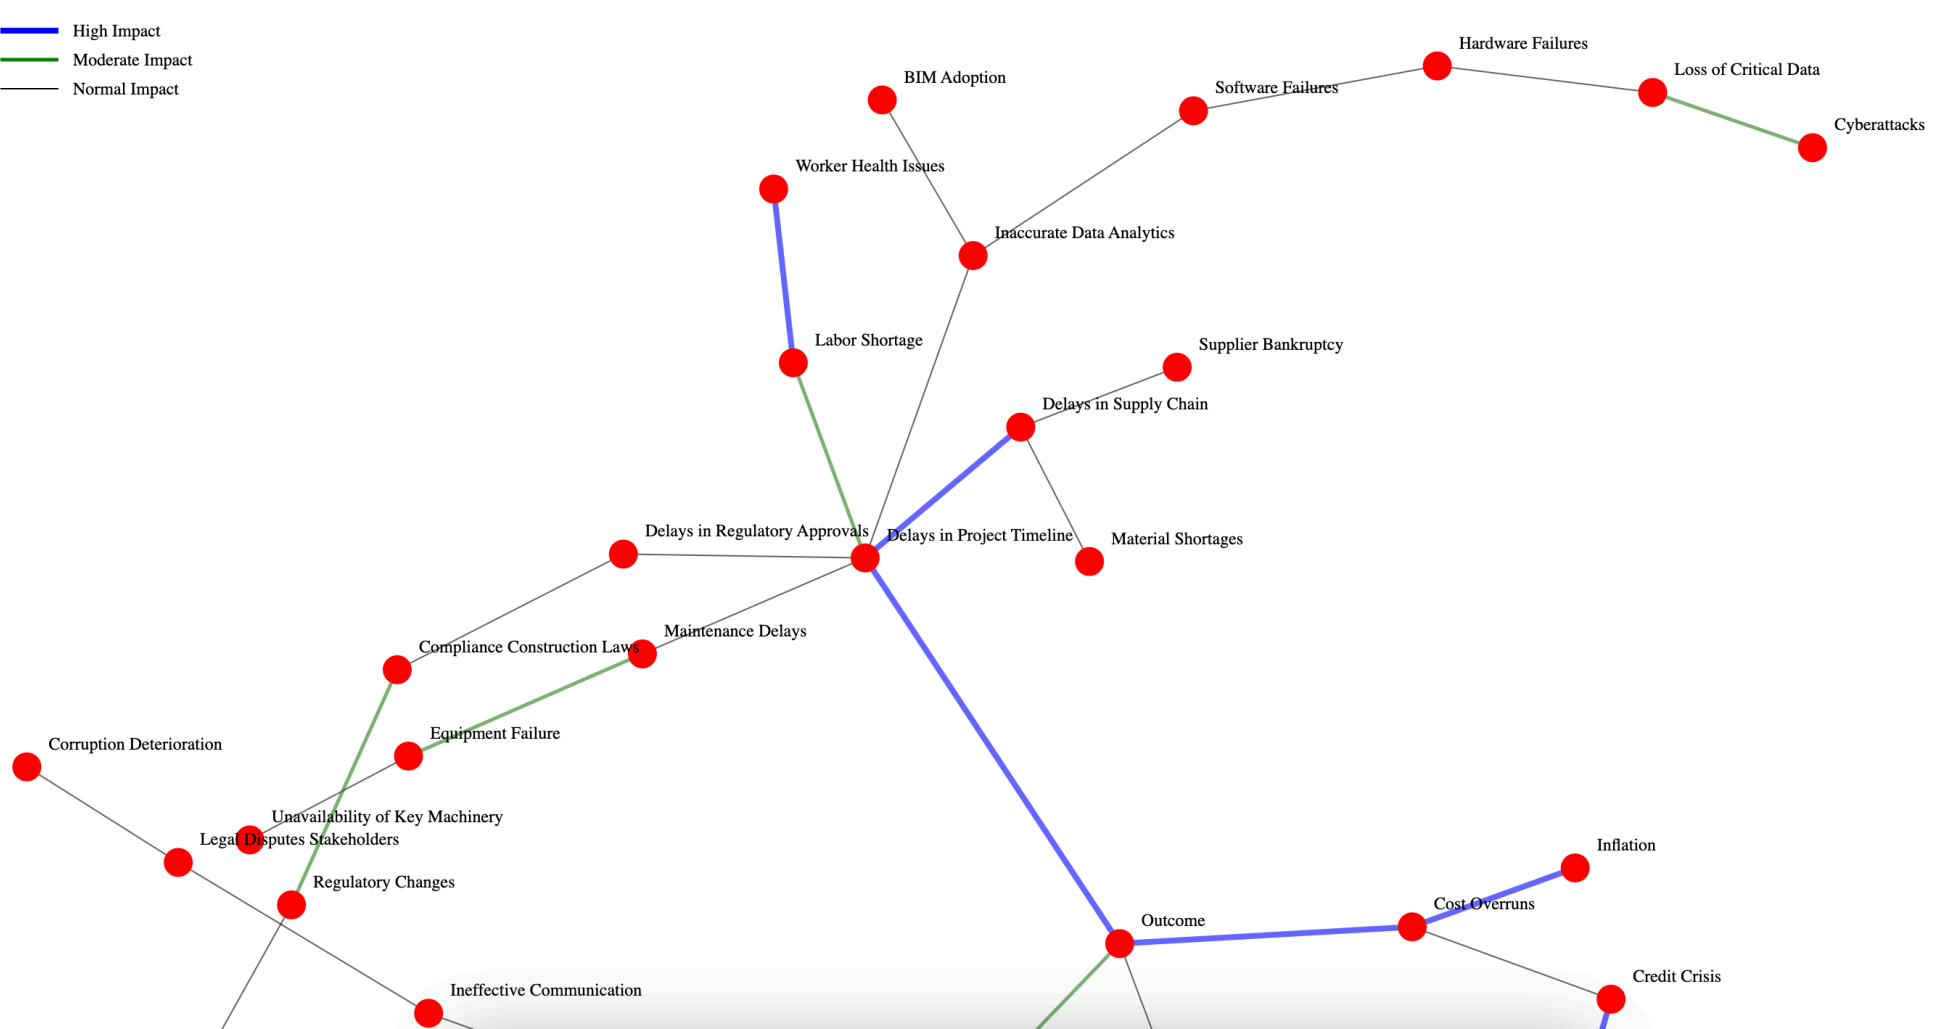 High Impact
Moderate Impact
Normal Impact
Hardware Failures
Loss of Critical Data
BIM Adoption
Software Failures
Cyberattacks
Worker Health Issues
Inaccurate Data Analytics
Labor Shortage
Supplier Bankruptcy
Delays in Supply Chain
Delays in Regulatory Approvals
Delays in Project Timeline
Material Shortages
Maintenance Delays
Compliance Construction Laws
Equipment Failure
Corruption Deterioration
Unavailability of Key Machinery
Legal Disputes Stakeholders
Inflation
Regulatory Changes
Cost Overruns
Outcome
Credit Crisis
Ineffective Communication